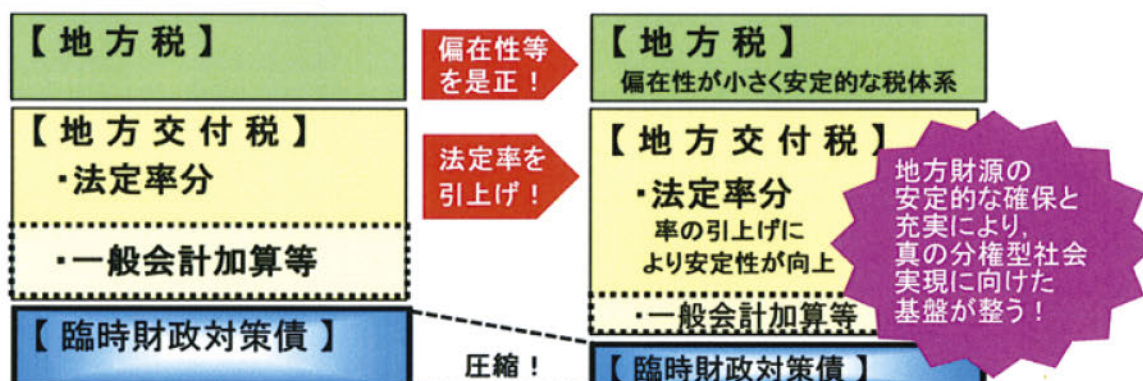 【地方税】
【地方交付税】
・法定率分
・一般会計加算等
【臨時財政対策債】
偏在性等
を是正！
法定率を
引上げ！
圧縮！
【地方税】
偏在性が小さく安定的な税体系
【地方交付税】
・法定率分
率の引上げに
より安定性が向上
・一般会計加算等
【臨時財政対策債】
地方財源の
安定的な確保と
充実により，
真の分権型社会
実現に向けた
基盤が整う！